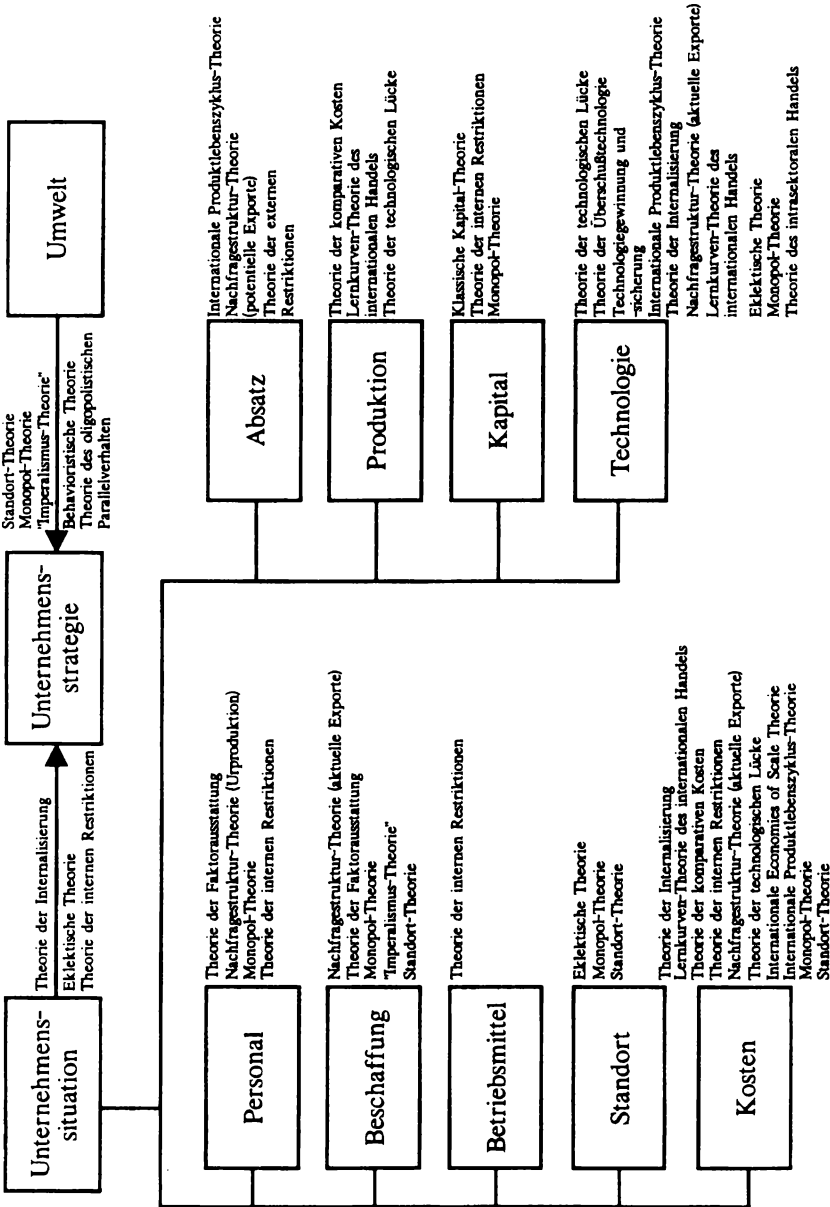 Unternehmens-
situation
Theorie der Internalisierung
Eklektische Theorie
Theorie der internen Restriktionen
Unternehmens-
strategie
Standort-Theorie
Monopol-Theorie
"Imperalismus-Theorie"
Behavioristische Theorie
Theorie des oligopolistischen
Parallelverhalten
Umwelt
Personal
Theorie der Faktorausstattung
Nachfragestruktur-Theorie (Urproduktion)
Monopol-Theorie
Theorie der internen Restriktionen
Beschaffung
Nachfragestruktur-Theorie (aktuelle Exporte)
Theorie der Faktorausstattung
Monopol-Theorie
"Imperalismus-Theorie"
Standort-Theorie
Betriebsmittel
Theorie der internen Restriktionen
Standort
Eklektische Theorie
Monopol-Theorie
Standort-Theorie
Kosten
Theorie der Internalisierung
Lernkurven-Theorie des internationalen Handels
Theorie der komparativen Kosten
Theorie der internen Restriktionen
Nachfragestruktur-Theorie (aktuelle Exporte)
Theorie der technologischen Lücke
Internationale Economies of Scale Theorie
Internationale Produktlebenszyklus-Theorie
Monopol-Theorie
Standort-Theorie
Absatz
Internationale Produktlebenszyklus-Theorie
Nachfragestruktur-Theorie
(potentielle Exporte)
Theorie der externen
Restriktionen
Produktion
Theorie der komparativen Kosten
Lernkurven-Theorie des
internationalen Handels
Theorie der technologischen Lücke
Kapital
Klassische Kapital-Theorie
Theorie der internen Restriktionen
Monopol-Theorie
Technologie
Theorie der technologischen Lücke
Theorie der Überschußtechnologie
Technologiegewinnung und
-sicherung
Internationale Produktlebenszyklus-Theorie
Theorie der Internalisierung
Nachfragestruktur-Theorie (aktuelle Exporte)
Lernkurven-Theorie des
internationalen Handels
Eklektische Theorie
Monopol-Theorie
Theorie des intrasektoralen Handels